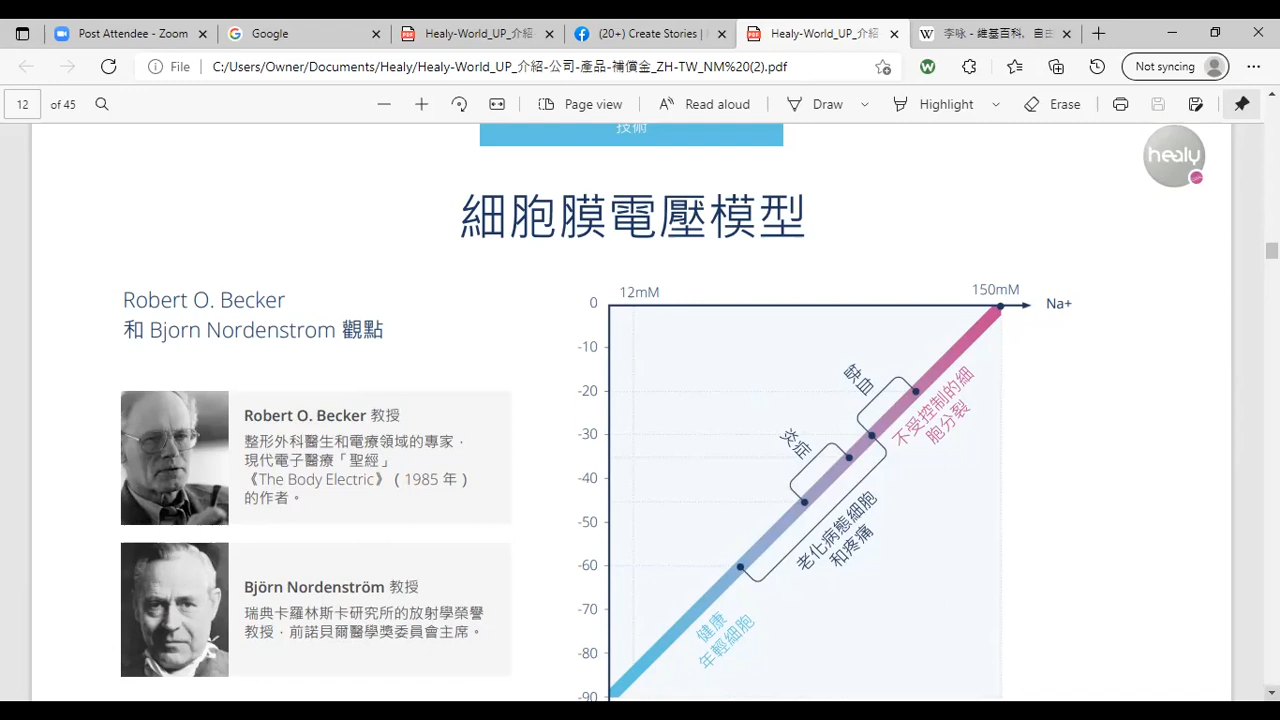 Post Attendee - Zoom
Google
Healy-World_UP_介紹
(20+) Create Stories |
Healy-World_UP_介紹
李咏 - 维基百科，自由
File
C:/Users/Owner/Documents/Healy/Healy-World_UP_介紹-公司-產品-補償金_ZH-TW_NM%20(2).pdf
Not syncing
12
of 45
Page view
Read aloud
Draw
Highlight
Erase
技術
healy
細胞膜電壓模型
Robert O. Becker
和 Bjorn Nordenstrom 觀點
Robert O. Becker 教授
整形外科醫生和電療領域的專家，
現代電子醫療「聖經」
《The Body Electric》（1985 年）
的作者。
Björn Nordenström 教授
瑞典卡羅林斯卡研究所的放射學榮譽
教授，前諾貝爾醫學獎委員會主席。
12mM
150mM
Na+
0
-10
-20
-30
-40
-50
-60
-70
-80
-90
缺血
不受控制的細
胞分裂
炎症
老化病態細胞
和疼痛
健康
年輕細胞